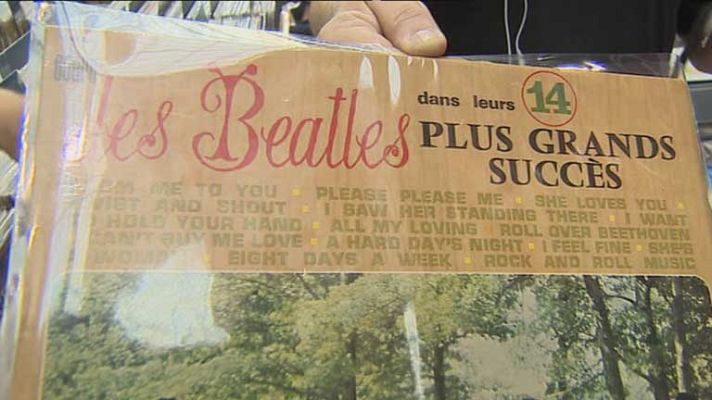 Les Beatles dans leurs 14
PLUS GRANDS
SUCCÈS
ME TO YOU • PLEASE PLEASE ME • SHE LOVES YOU •
AND SHOUT • I SAW HER STANDING THERE • I WANT
HOLD YOUR HAND • ALL MY LOVING • ROLL OVER BEETHOVEN
CAN'T BUY ME LOVE • A HARD DAY'S NIGHT • I FEEL FINE • SHE'S
WOMAN • EIGHT DAYS A WEEK • ROCK AND ROLL MUSIC